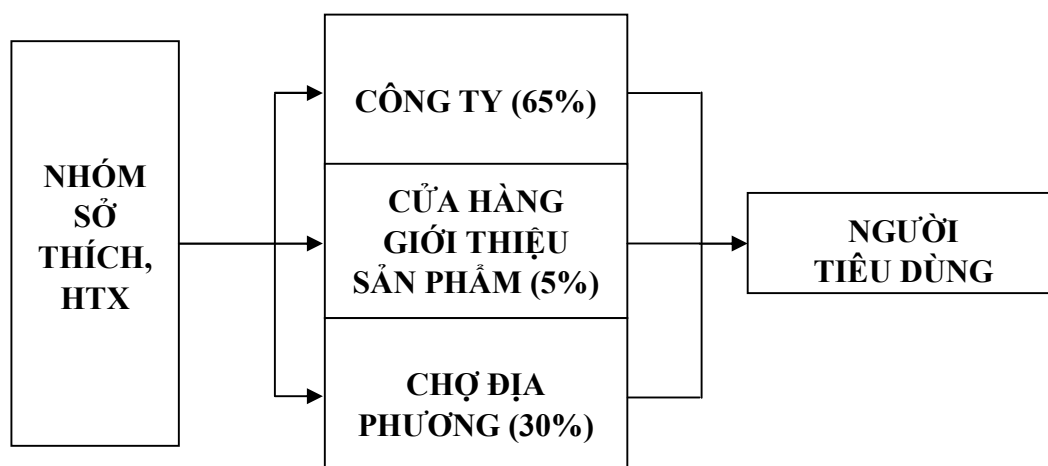 NHÓM
SỞ
THÍCH,
HTX
CÔNG TY (65%)
CỬA HÀNG
GIỚI THIỆU
SẢN PHẨM (5%)
CHỢ ĐỊA
PHƯƠNG (30%)
NGƯỜI
TIÊU DÙNG